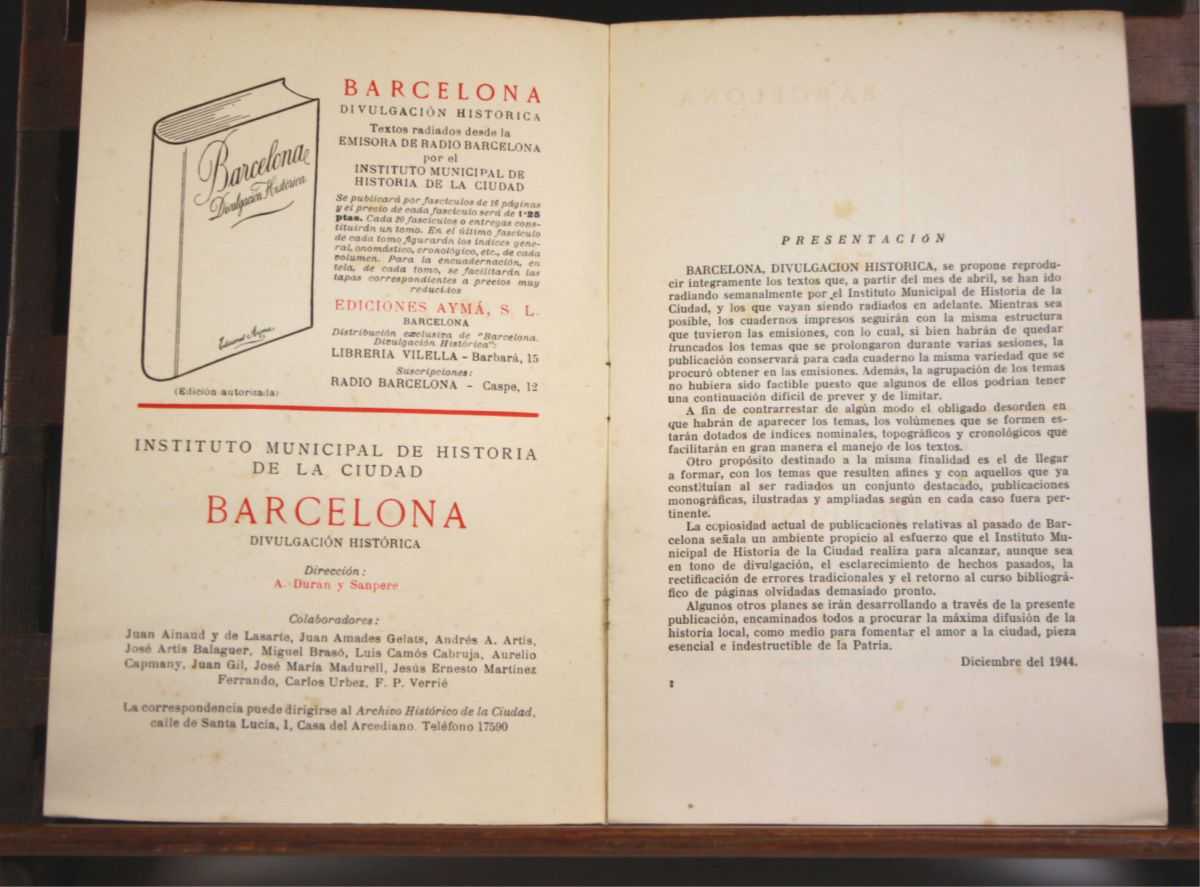 Barcelona
Divulgación Histórica
Editorial Ayma
(Edición autorizada)
BARCELONA
DIVULGACIÓN HISTORICA
Textos radiados desde la
EMISORA DE RADIO BARCELONA
por el
INSTITUTO MUNICIPAL DE
HISTORIA DE LA CIUDAD
Se publicará por fascículos de 16 páginas
y el precio de cada fascículo será de 1·25
ptas. Cada 20 fascículos o entregas cons-
tituirán un tomo. En el último fascículo
de cada tomo figurarán los índices gene-
ral, onomástico, cronológico, etc., de cada
volumen. Para la encuadernación, en
tela, de cada tomo, se facilitarán las
tapas correspondientes a precios muy
reducidos
EDICIONES AYMÁ, S. L.
BARCELONA
Distribución exclusiva de "Barcelona.
Divulgación Histórica":
LIBRERIA VILELLA - Barbará, 15
Suscripciones:
RADIO BARCELONA - Caspe, 12
INSTITUTO MUNICIPAL DE HISTORIA
DE LA CIUDAD
BARCELONA
DIVULGACIÓN HISTÓRICA
Dirección:
A. Duran y Sanpere
Colaboradores:
Juan Ainaud y de Lasarte, Juan Amades Gelats, Andrés A. Artís,
José Artís Balaguer, Miguel Brasó, Luis Camós Cabruja, Aurelio
Capmany, Juan Gil, José María Madurell, Jesús Ernesto Martínez
Ferrando, Carlos Urbez, F. P. Verrié
La correspondencia puede dirigirse al Archivo Histórico de la Ciudad,
calle de Santa Lucía, 1, Casa del Arcediano. Teléfono 17590
PRESENTACIÓN
BARCELONA, DIVULGACION HISTORICA, se propone reprodu-
cir íntegramente los textos que, a partir del mes de abril, se han ido
radiando semanalmente por el Instituto Municipal de Historia de la
Ciudad, y los que vayan siendo radiados en adelante. Mientras sea
posible, los cuadernos impresos seguirán con la misma estructura
que tuvieron las emisiones, con lo cual, si bien habrán de quedar
truncados los temas que se prolongaron durante varias sesiones, la
publicación conservará para cada cuaderno la misma variedad que se
procuró obtener en las emisiones. Además, la agrupación de los temas
no hubiera sido factible puesto que algunos de ellos podrían tener
una continuación difícil de prever y de limitar.
A fin de contrarrestar de algún modo el obligado desorden en
que habrán de aparecer los temas, los volúmenes que se formen es-
tarán dotados de índices nominales, topográficos y cronológicos que
facilitarán en gran manera el manejo de los textos.
Otro propósito destinado a la misma finalidad es el de llegar
a formar, con los temas que resulten afines y con aquellos que ya
constituían al ser radiados un conjunto destacado, publicaciones
monográficas, ilustradas y ampliadas según en cada caso fuera per-
tinente.
La copiosidad actual de publicaciones relativas al pasado de Bar-
celona señala un ambiente propicio al esfuerzo que el Instituto Mu-
nicipal de Historia de la Ciudad realiza para alcanzar, aunque sea
en tono de divulgación, el esclarecimiento de hechos pasados, la
rectificación de errores tradicionales y el retorno al curso bibliográ-
fico de páginas olvidadas demasiado pronto.
Algunos otros planes se irán desarrollando a través de la presente
publicación, encaminados todos a procurar la máxima difusión de la
historia local, como medio para fomentar el amor a la ciudad, pieza
esencial e indestructible de la Patria.
Diciembre del 1944.
2